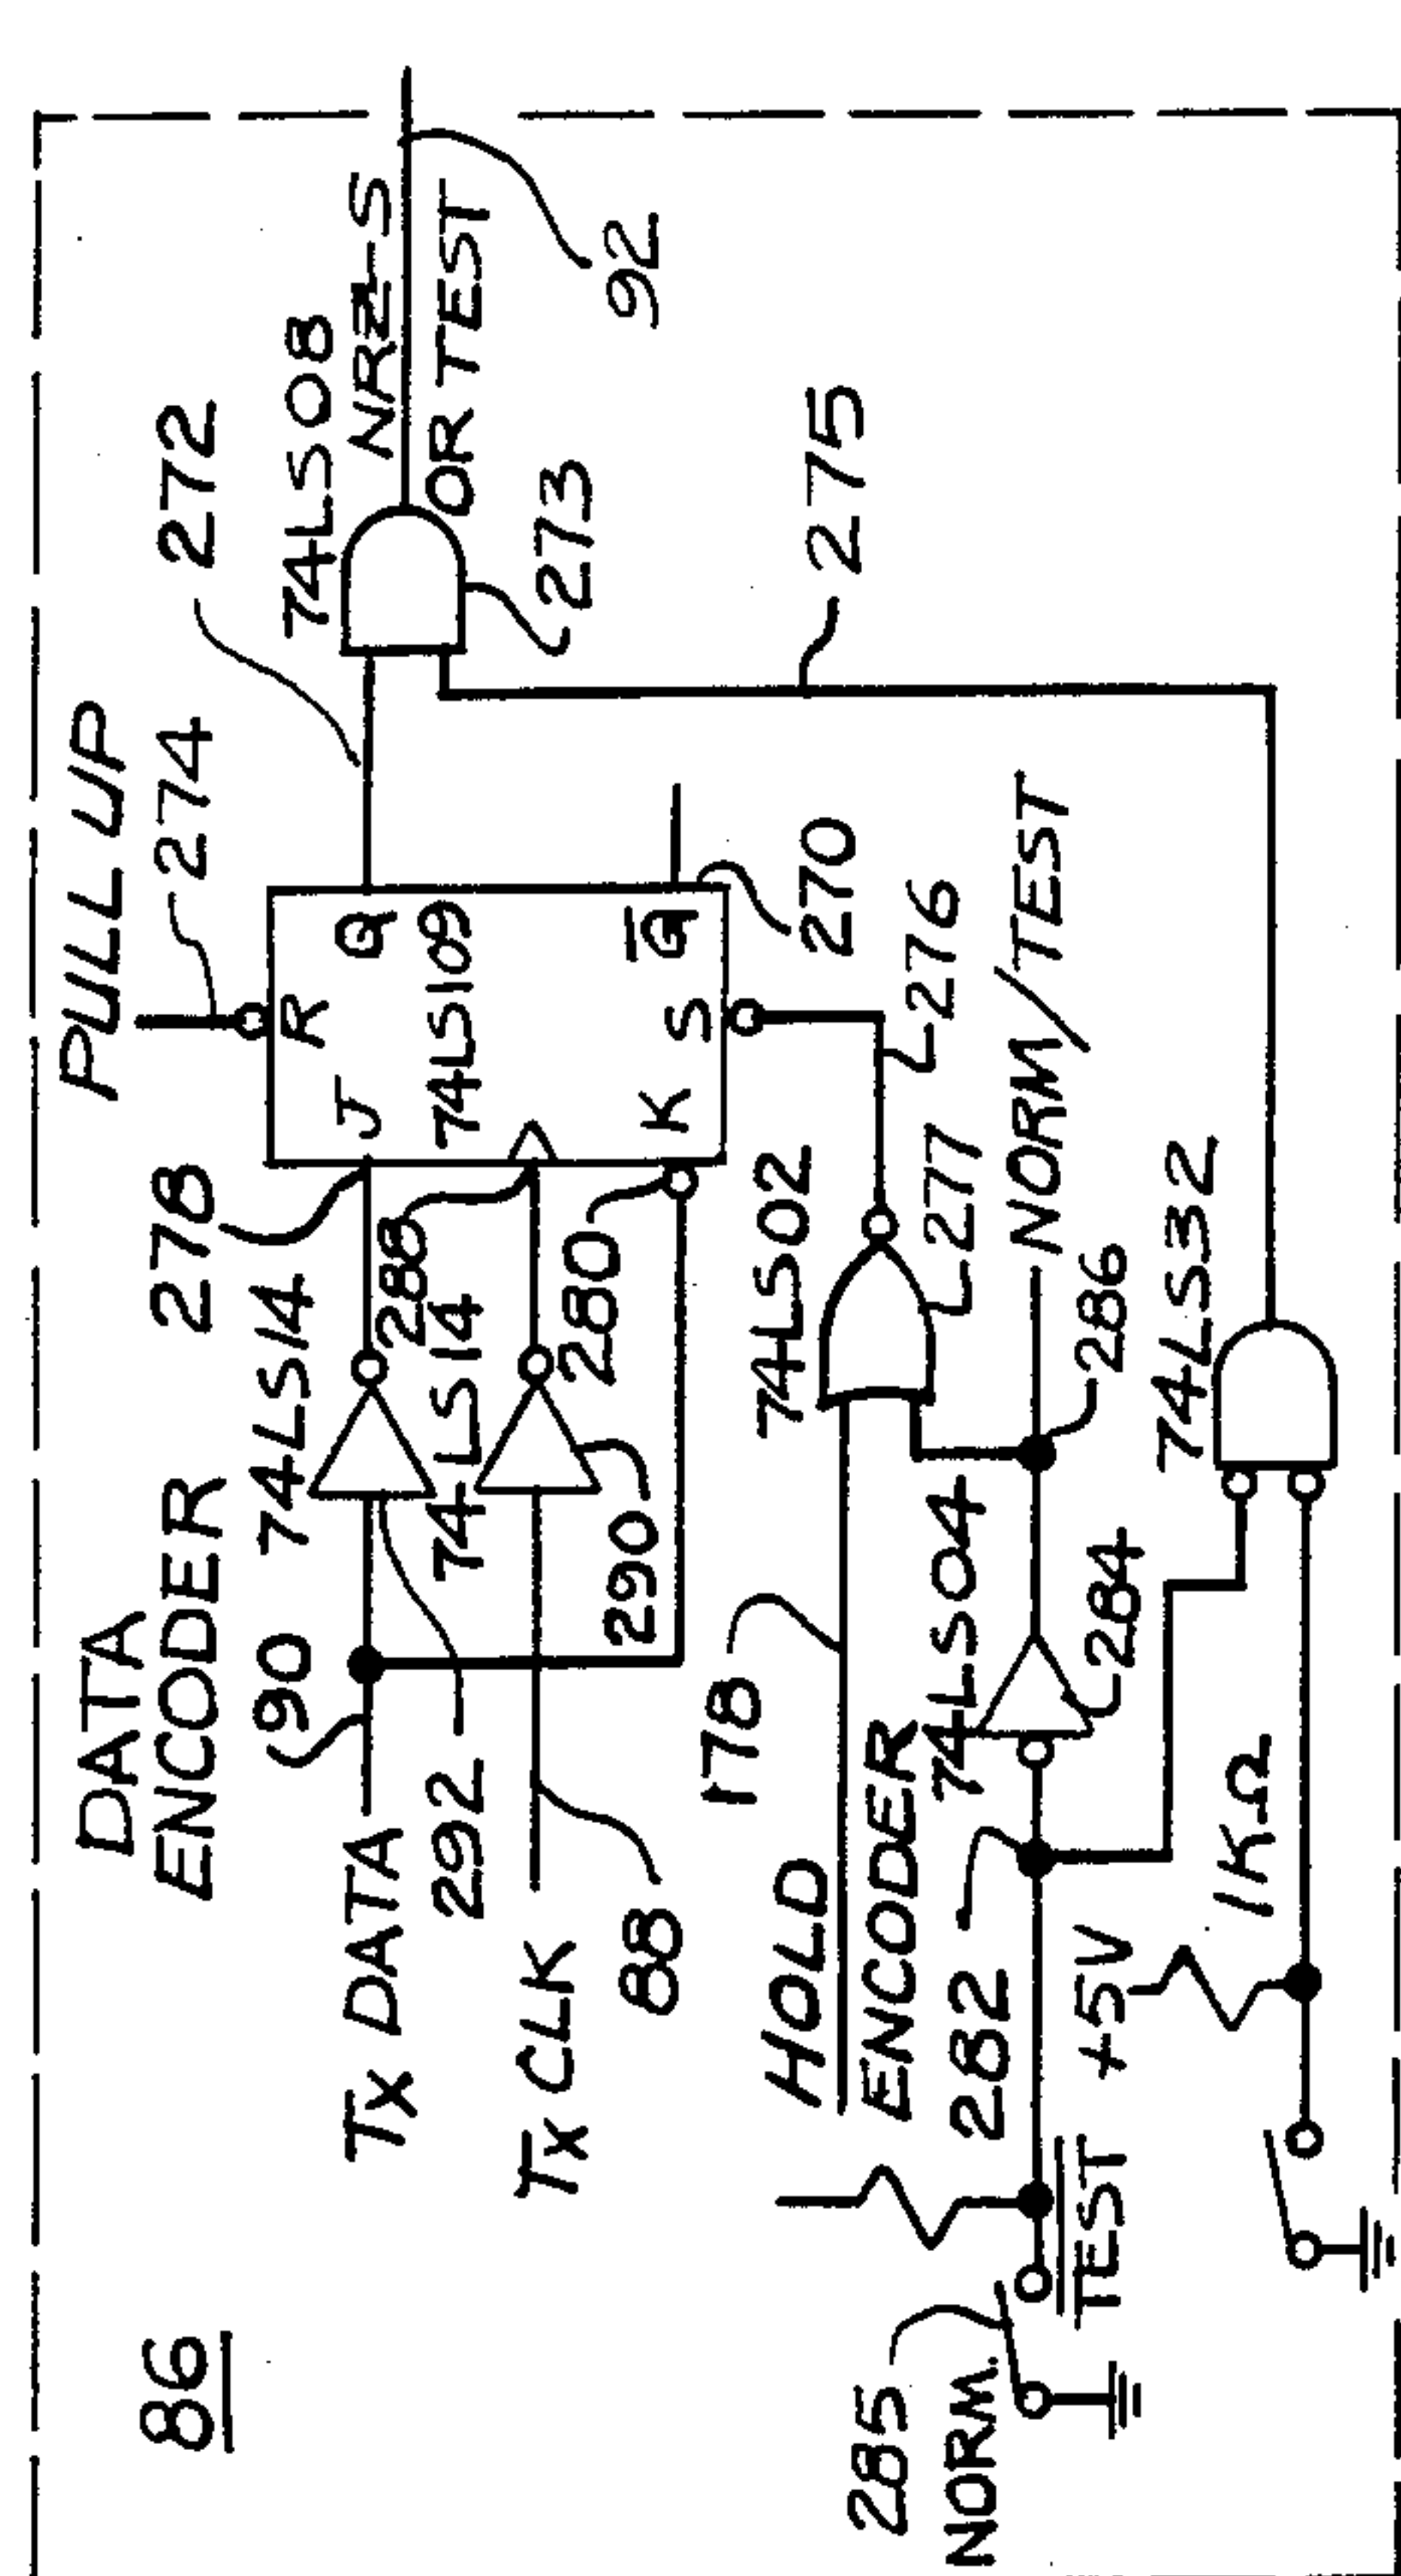 86
DATA
ENCODER
PULL UP
274
272
90
74LS14
278
R
J
Q
74LS109
74LS08
NRZ-S
OR TEST
92
273
Tx DATA
292
74LS14
288
Tx CLK
88
290
280
K
S
Q
270
275
178
HOLD
ENCODER
74LS02
277
276
285
NORM.
TEST
282
74LS04
284
286
NORM/TEST
+5V
1KΩ
74LS32